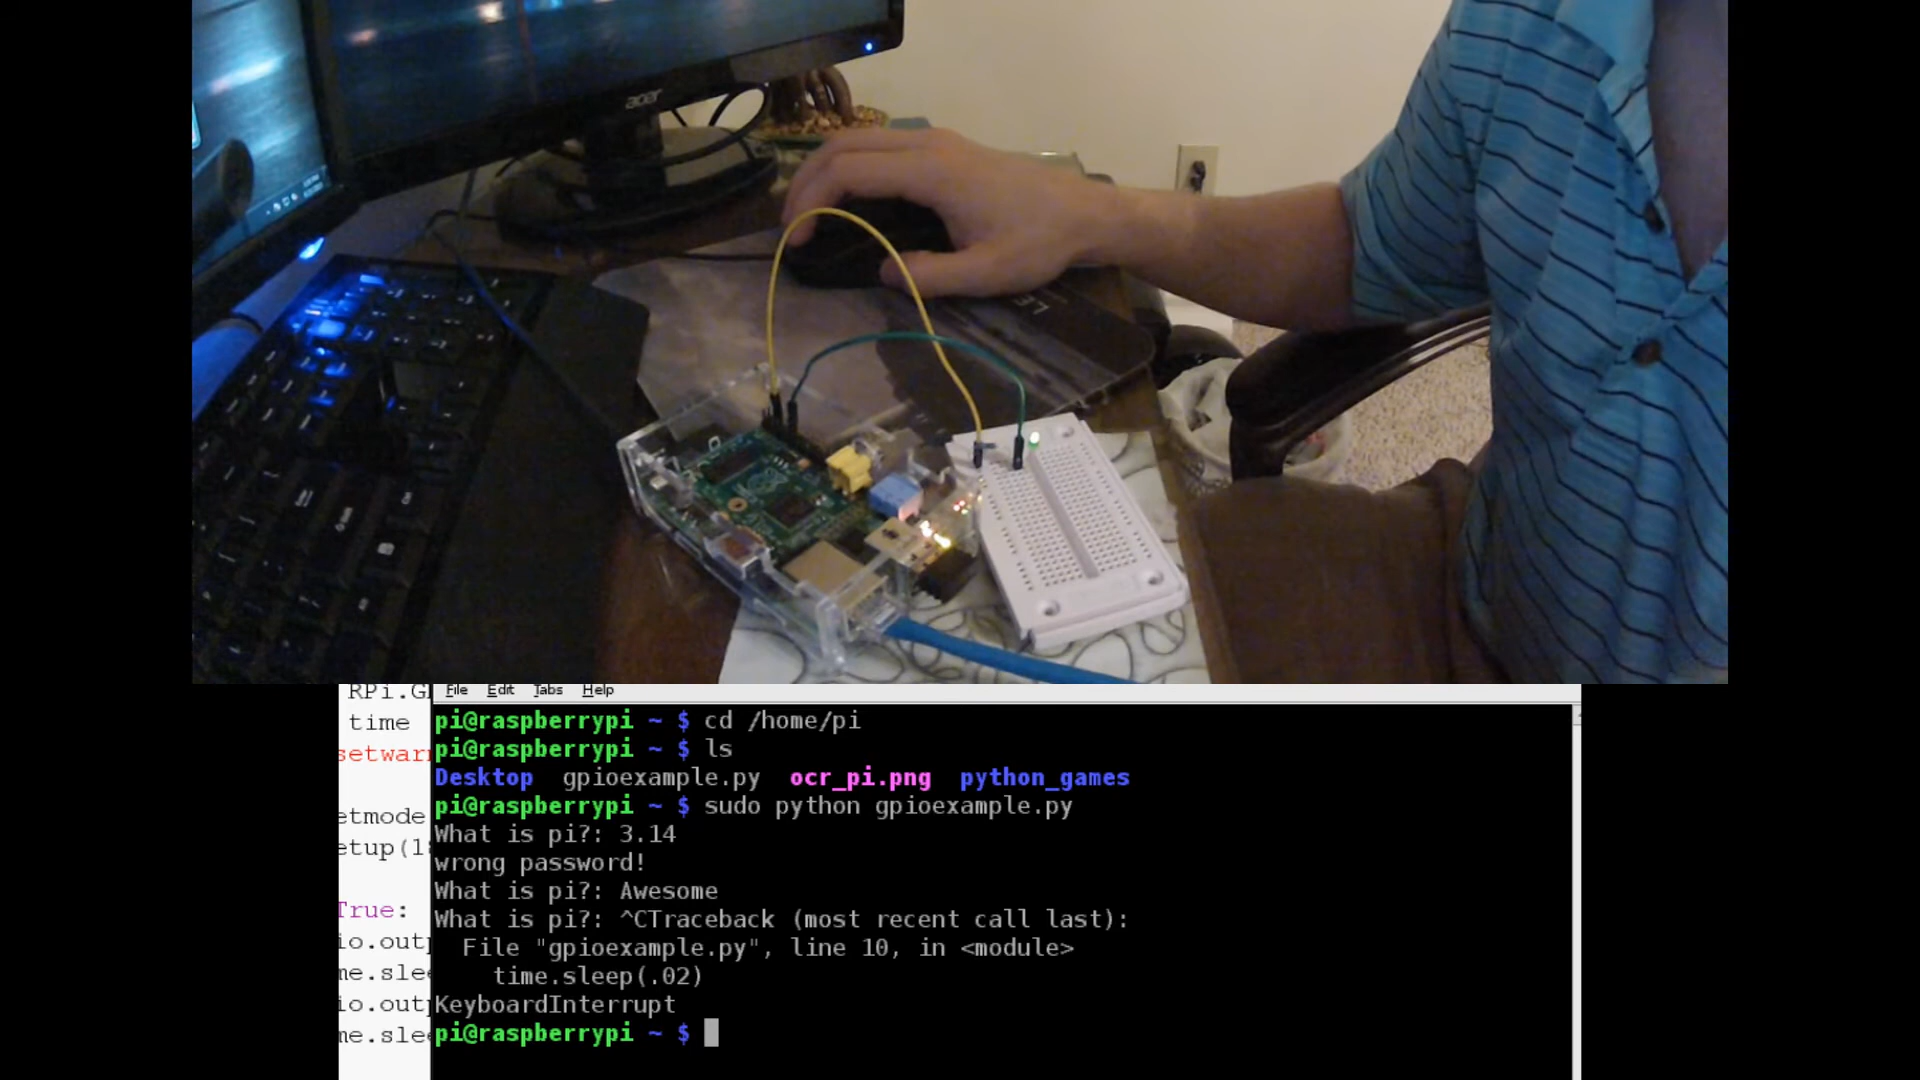 acer
RPi.G
File Edit Tabs Help
time
setwar
etmode
etup(18
True:
io.out
me.slee
io.out
me.slee
pi@raspberrypi ~ $ cd /home/pi
pi@raspberrypi ~ $ ls
Desktop gpioexample.py ocr_pi.png python_games
pi@raspberrypi ~ $ sudo python gpioexample.py
What is pi?: 3.14
wrong password!
What is pi?: Awesome
What is pi?: ^CTraceback (most recent call last):
File "gpioexample.py", line 10, in <module>
time.sleep(.02)
KeyboardInterrupt
pi@raspberrypi ~ $